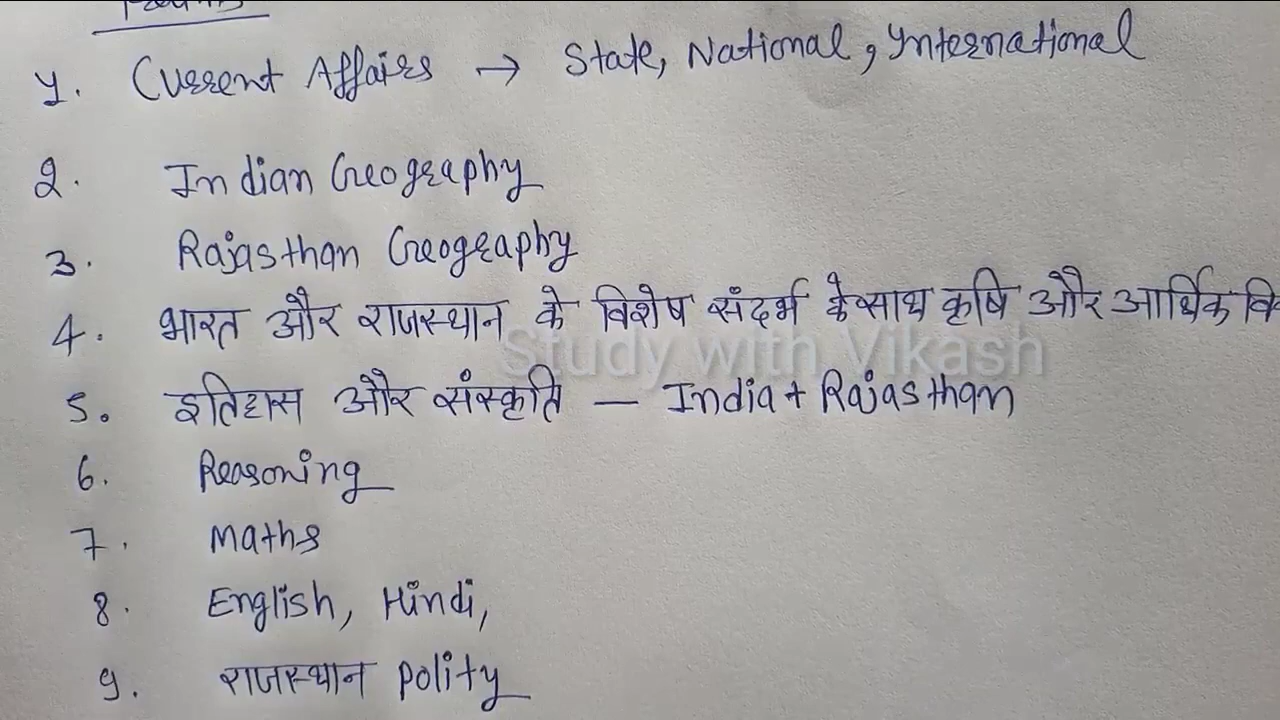 1. Current Affairs → State, National, International
2. Indian Geography
3. Rajasthan Geography
4. भारत और राजस्थान के विशेष संदर्भ के साथ कृषि और आर्थिक वि
Study with Vikash
5. इतिहास और संस्कृति — India + Rajasthan
6. Reasoning
7. Maths
8. English, Hindi,
9. राजस्थान Polity